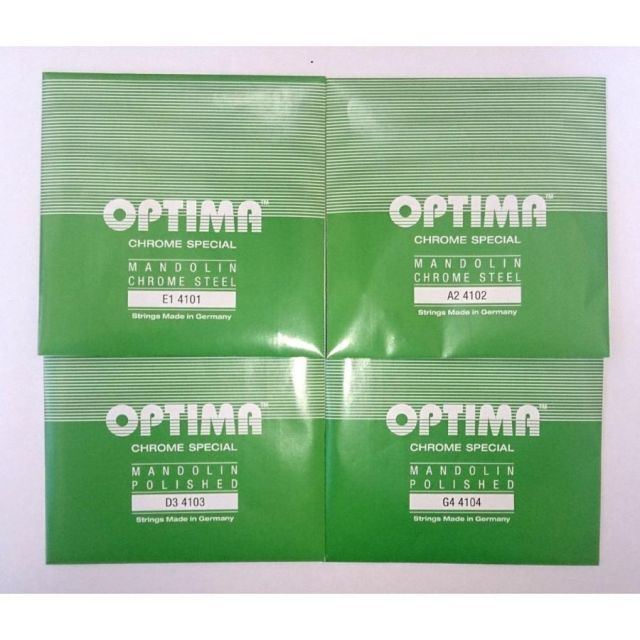 OPTIMA™
CHROME SPECIAL
MANDOLIN
CHROME STEEL
E1 4101
Strings Made in Germany
OPTIMA™
CHROME SPECIAL
MANDOLIN
CHROME STEEL
A2 4102
Strings Made in Germany
OPTIMA™
CHROME SPECIAL
MANDOLIN
POLISHED
D3 4103
Strings Made in Germany
OPTIMA™
CHROME SPECIAL
MANDOLIN
POLISHED
G4 4104
Strings Made in Germany